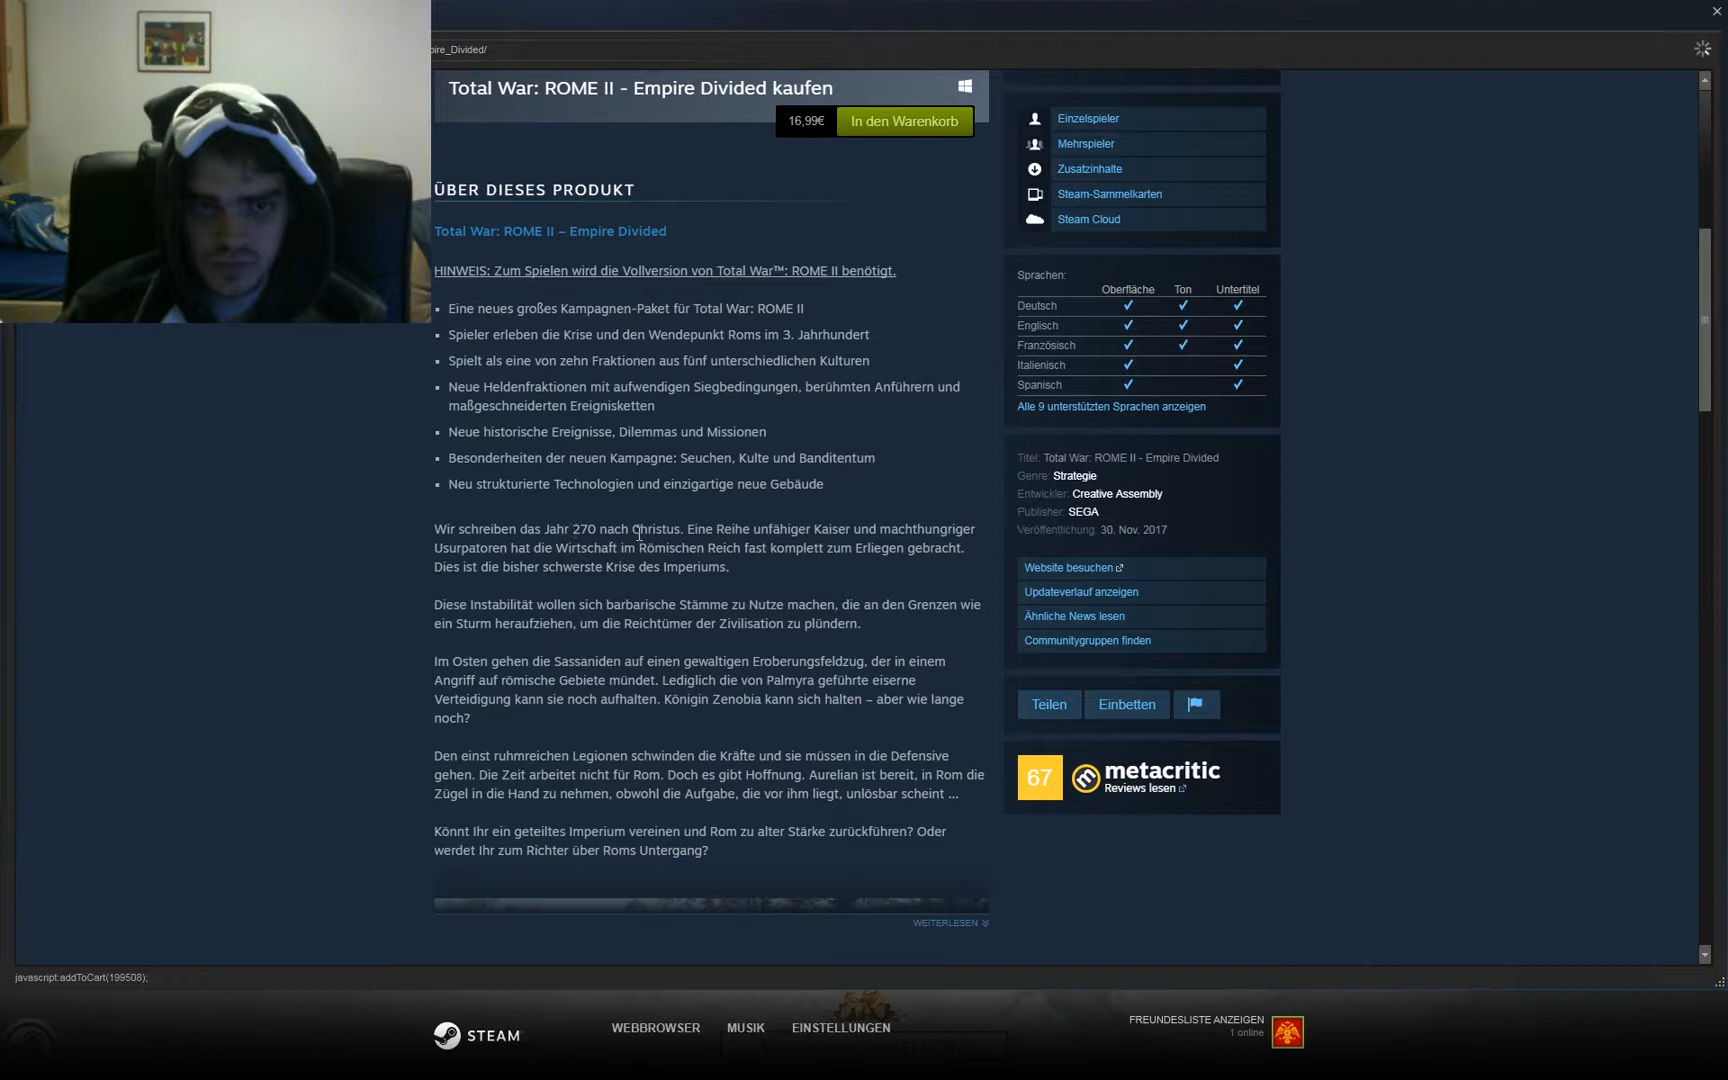 pire_Divided/
Total War: ROME II - Empire Divided kaufen
16,99€ In den Warenkorb
ÜBER DIESES PRODUKT
Total War: ROME II – Empire Divided
HINWEIS: Zum Spielen wird die Vollversion von Total War™: ROME II benötigt.
▪ Eine neues großes Kampagnen-Paket für Total War: ROME II
▪ Spieler erleben die Krise und den Wendepunkt Roms im 3. Jahrhundert
▪ Spielt als eine von zehn Fraktionen aus fünf unterschiedlichen Kulturen
▪ Neue Heldenfraktionen mit aufwendigen Siegbedingungen, berühmten Anführern und
maßgeschneiderten Ereignisketten
▪ Neue historische Ereignisse, Dilemmas und Missionen
▪ Besonderheiten der neuen Kampagne: Seuchen, Kulte und Banditentum
▪ Neu strukturierte Technologien und einzigartige neue Gebäude
Wir schreiben das Jahr 270 nach Christus. Eine Reihe unfähiger Kaiser und machthungriger
Usurpatoren hat die Wirtschaft im Römischen Reich fast komplett zum Erliegen gebracht.
Dies ist die bisher schwerste Krise des Imperiums.
Diese Instabilität wollen sich barbarische Stämme zu Nutze machen, die an den Grenzen wie
ein Sturm heraufziehen, um die Reichtümer der Zivilisation zu plündern.
Im Osten gehen die Sassaniden auf einen gewaltigen Eroberungsfeldzug, der in einem
Angriff auf römische Gebiete mündet. Lediglich die von Palmyra geführte eiserne
Verteidigung kann sie noch aufhalten. Königin Zenobia kann sich halten – aber wie lange
noch?
Den einst ruhmreichen Legionen schwinden die Kräfte und sie müssen in die Defensive
gehen. Die Zeit arbeitet nicht für Rom. Doch es gibt Hoffnung. Aurelian ist bereit, in Rom die
Zügel in die Hand zu nehmen, obwohl die Aufgabe, die vor ihm liegt, unlösbar scheint ...
Könnt Ihr ein geteiltes Imperium vereinen und Rom zu alter Stärke zurückführen? Oder
werdet Ihr zum Richter über Roms Untergang?
WEITERLESEN
Einzelspieler
Mehrspieler
Zusatzinhalte
Steam-Sammelkarten
Steam Cloud
Sprachen:
Oberfläche Ton Untertitel
Deutsch ✔ ✔ ✔
Englisch ✔ ✔ ✔
Französisch ✔ ✔ ✔
Italienisch ✔ ✔
Spanisch ✔ ✔
Alle 9 unterstützten Sprachen anzeigen
Titel: Total War: ROME II - Empire Divided
Genre: Strategie
Entwickler: Creative Assembly
Publisher: SEGA
Veröffentlichung: 30. Nov. 2017
Website besuchen
Updateverlauf anzeigen
Ähnliche News lesen
Communitygruppen finden
Teilen Einbetten
67 metacritic
Reviews lesen
javascript:addToCart(199508);
STEAM WEBBROWSER MUSIK EINSTELLUNGEN
FREUNDESLISTE ANZEIGEN
1 online